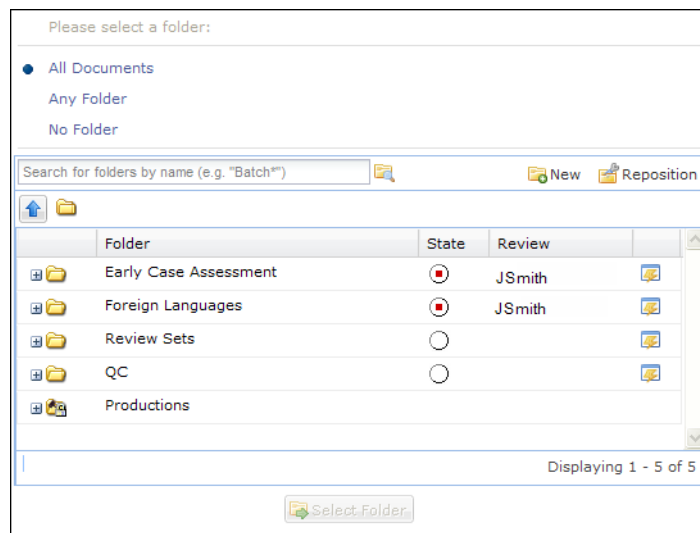 Please select a folder:
All Documents
Any Folder
No Folder
Search for folders by name (e.g. "Batch*")
New Reposition
Folder State Review
Early Case Assessment JSmith
Foreign Languages JSmith
Review Sets
QC
Productions
Displaying 1 - 5 of 5
Select Folder